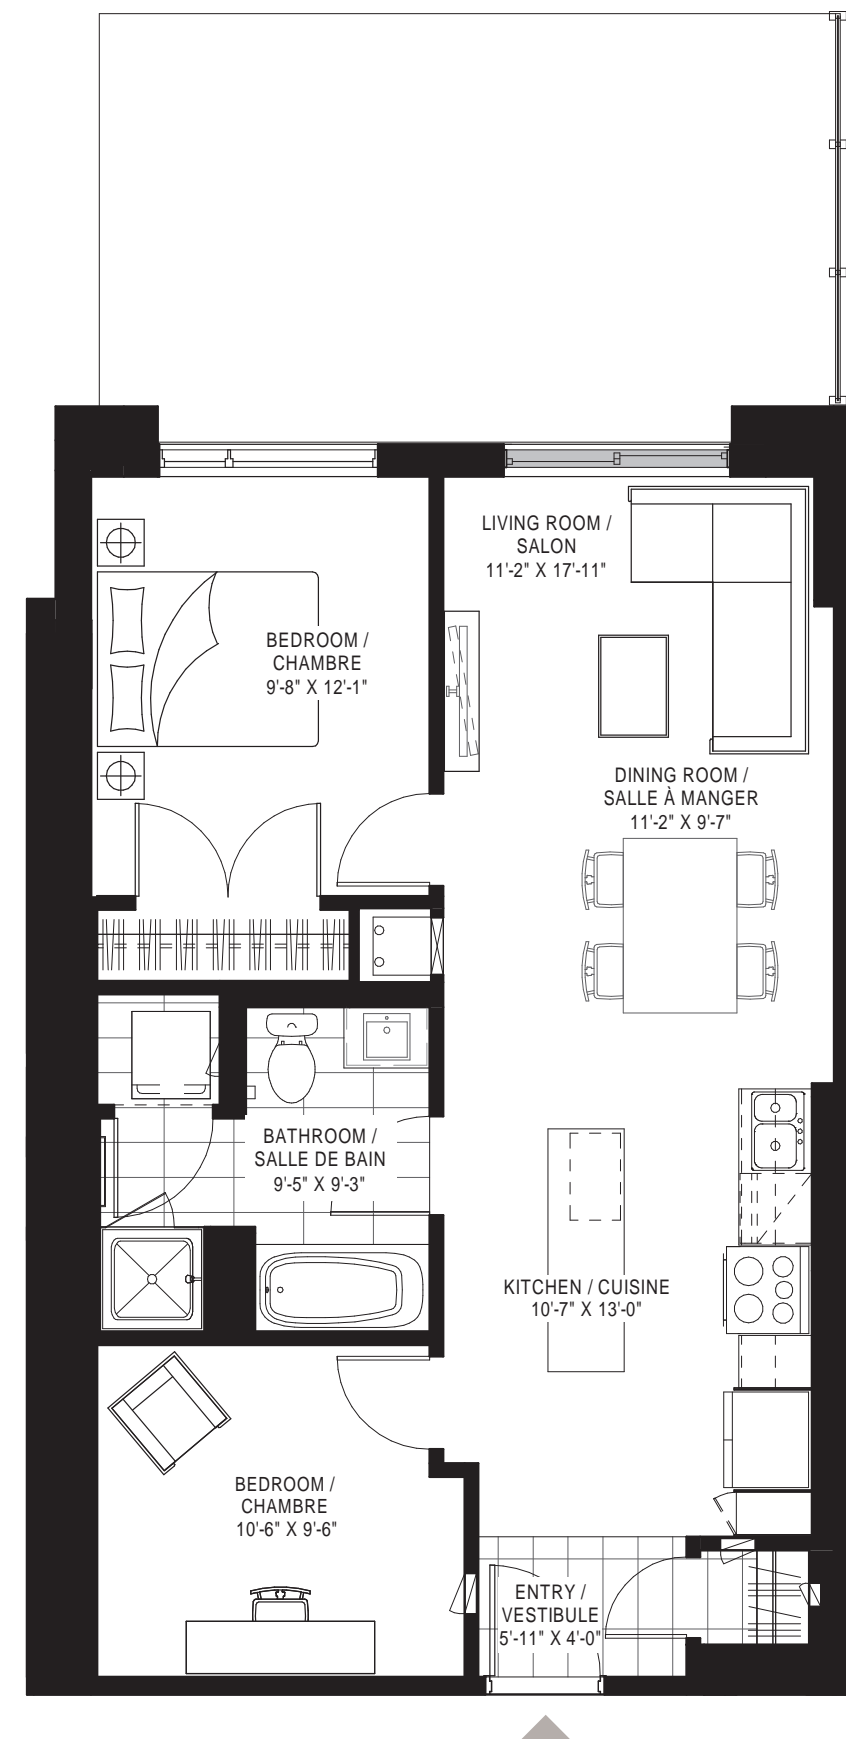 LIVING ROOM /
SALON
11'-2" X 17'-11"
BEDROOM /
CHAMBRE
9'-8" X 12'-1"
DINING ROOM /
SALLE À MANGER
11'-2" X 9'-7"
BATHROOM /
SALLE DE BAIN
9'-5" X 9'-3"
KITCHEN / CUISINE
10'-7" X 13'-0"
BEDROOM /
CHAMBRE
10'-6" X 9'-6"
ENTRY /
VESTIBULE
5'-11" X 4'-0"